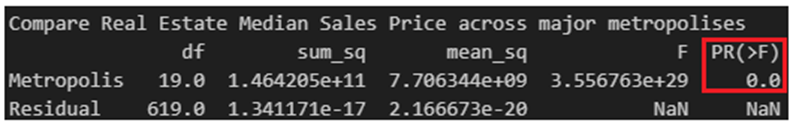 Compare Real Estate Median Sales Price across major metropolises
df sum_sq mean_sq F PR(>F)
Metropolis 19.0 1.464205e+11 7.706344e+09 3.556763e+29 0.0
Residual 619.0 1.341171e-17 2.166673e-20 NaN NaN